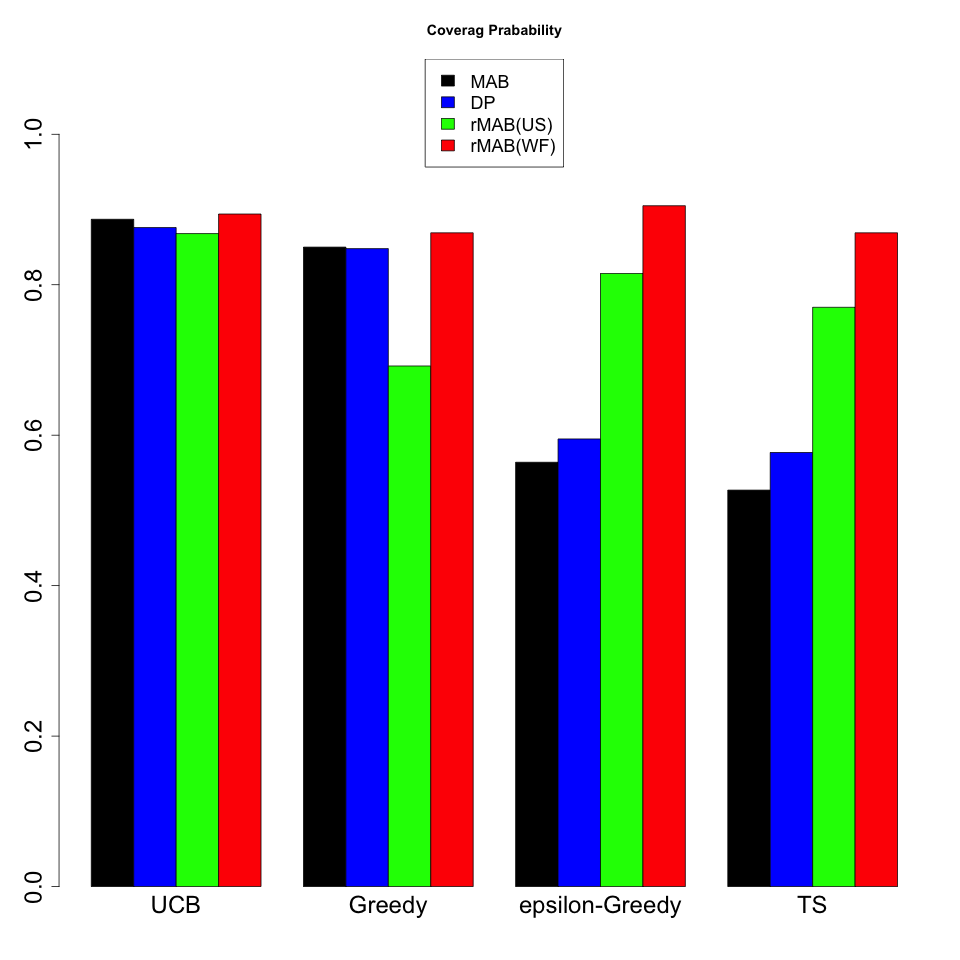 Coverag Prabability
MAB
DP
rMAB(US)
rMAB(WF)
1.0
0.8
0.6
0.4
0.2
0.0
UCB
Greedy
epsilon-Greedy
TS